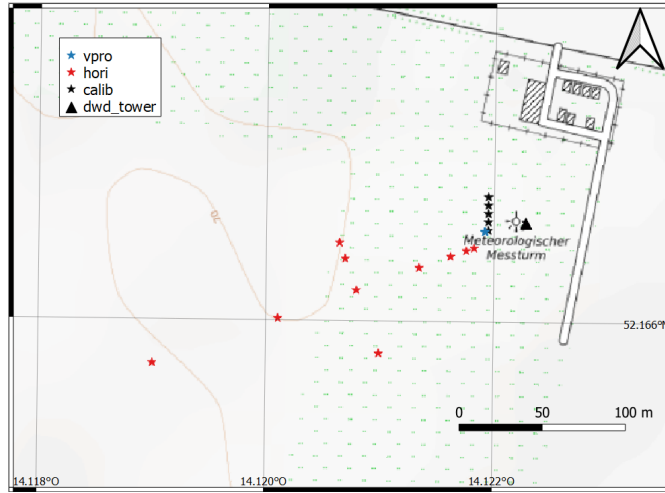 vpro
hori
calib
dwd_tower
70
Meteorologischer
Messturm
52.166°N
0 50 100 m
14.118°O 14.120°O 14.122°O